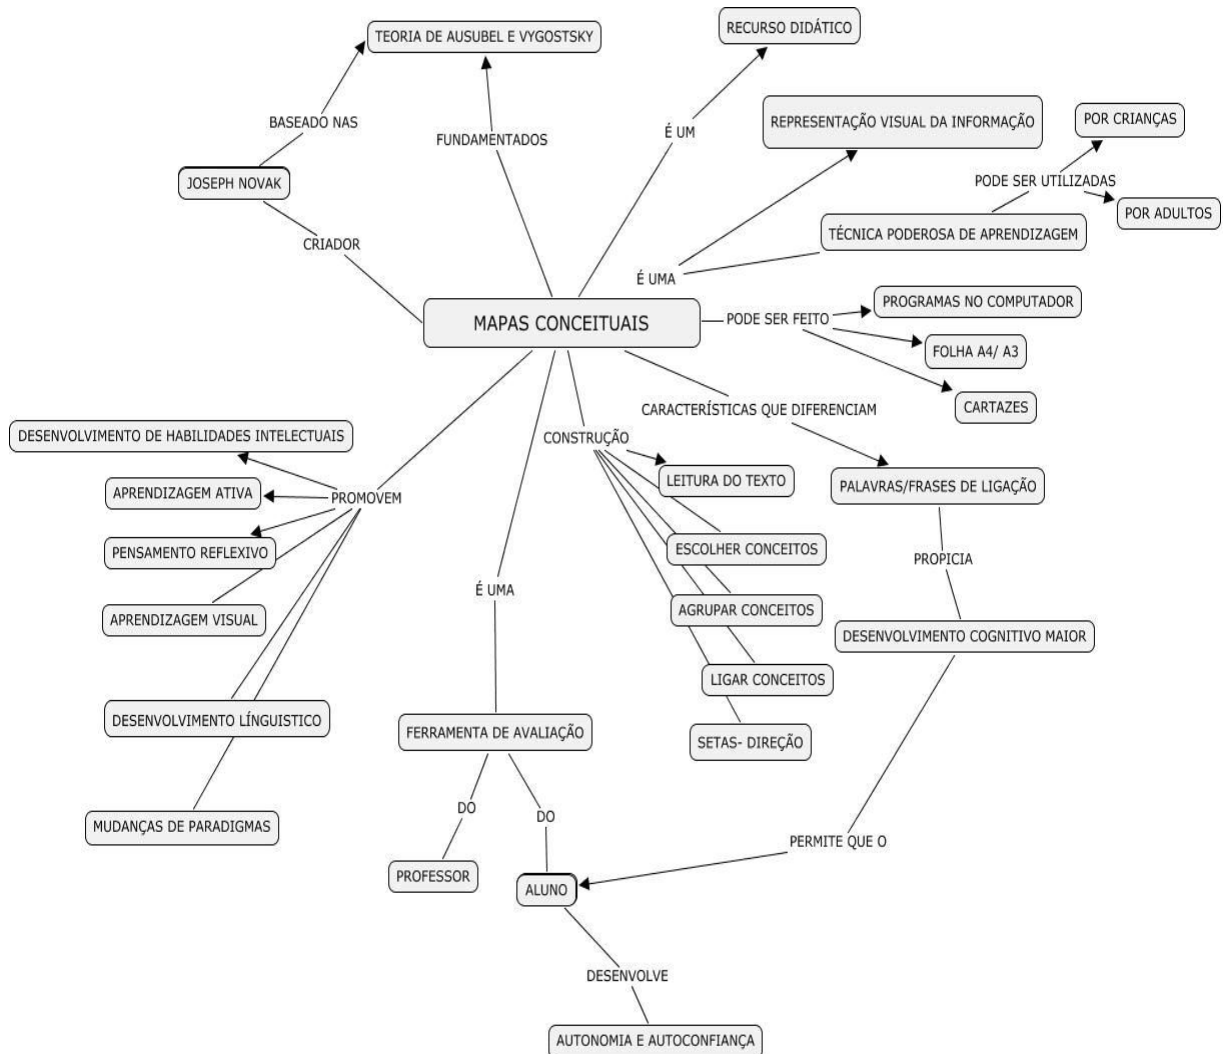 TEORIA DE AUSUBEL E VYGOSTSKY
RECURSO DIDÁTICO
BASEADO NAS
FUNDAMENTADOS
É UM
REPRESENTAÇÃO VISUAL DA INFORMAÇÃO
POR CRIANÇAS
JOSEPH NOVAK
PODE SER UTILIZADAS
POR ADULTOS
CRIADOR
TÉCNICA PODEROSA DE APRENDIZAGEM
É UMA
MAPAS CONCEITUAIS
PODE SER FEITO
PROGRAMAS NO COMPUTADOR
FOLHA A4/ A3
CARTAZES
CARACTERÍSTICAS QUE DIFERENCIAM
DESENVOLVIMENTO DE HABILIDADES INTELECTUAIS
CONSTRUÇÃO
APRENDIZAGEM ATIVA
PROMOVEM
LEITURA DO TEXTO
PALAVRAS/FRASES DE LIGAÇÃO
PENSAMENTO REFLEXIVO
ESCOLHER CONCEITOS
PROPICIA
É UMA
APRENDIZAGEM VISUAL
AGRUPAR CONCEITOS
DESENVOLVIMENTO COGNITIVO MAIOR
LIGAR CONCEITOS
DESENVOLVIMENTO LÍNGUISTICO
FERRAMENTA DE AVALIAÇÃO
SETAS- DIREÇÃO
MUDANÇAS DE PARADIGMAS
DO
DO
PERMITE QUE O
PROFESSOR
ALUNO
DESENVOLVE
AUTONOMIA E AUTOCONFIANÇA